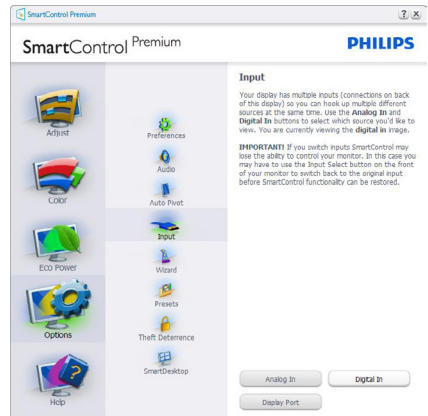 SmartControl Premium
SmartControl Premium
PHILIPS
Adjust
Color
Eco Power
Options
Help
Preferences
Audio
Auto Pivot
Input
Wizard
Presets
Theft Deterrence
SmartDesktop
Input
Your display has multiple inputs (connections on back
of this display) so you can hook up multiple different
sources at the same time. Use the Analog In and
Digital In buttons to select which source you'd like to
view. You are currently viewing the digital in image.
IMPORTANT! If you switch inputs SmartControl may
lose the ability to control your monitor. In this case you
may have to use the Input Select button on the front
of your monitor to switch back to the original input
before SmartControl functionality can be restored.
Analog In
Digital In
Display Port